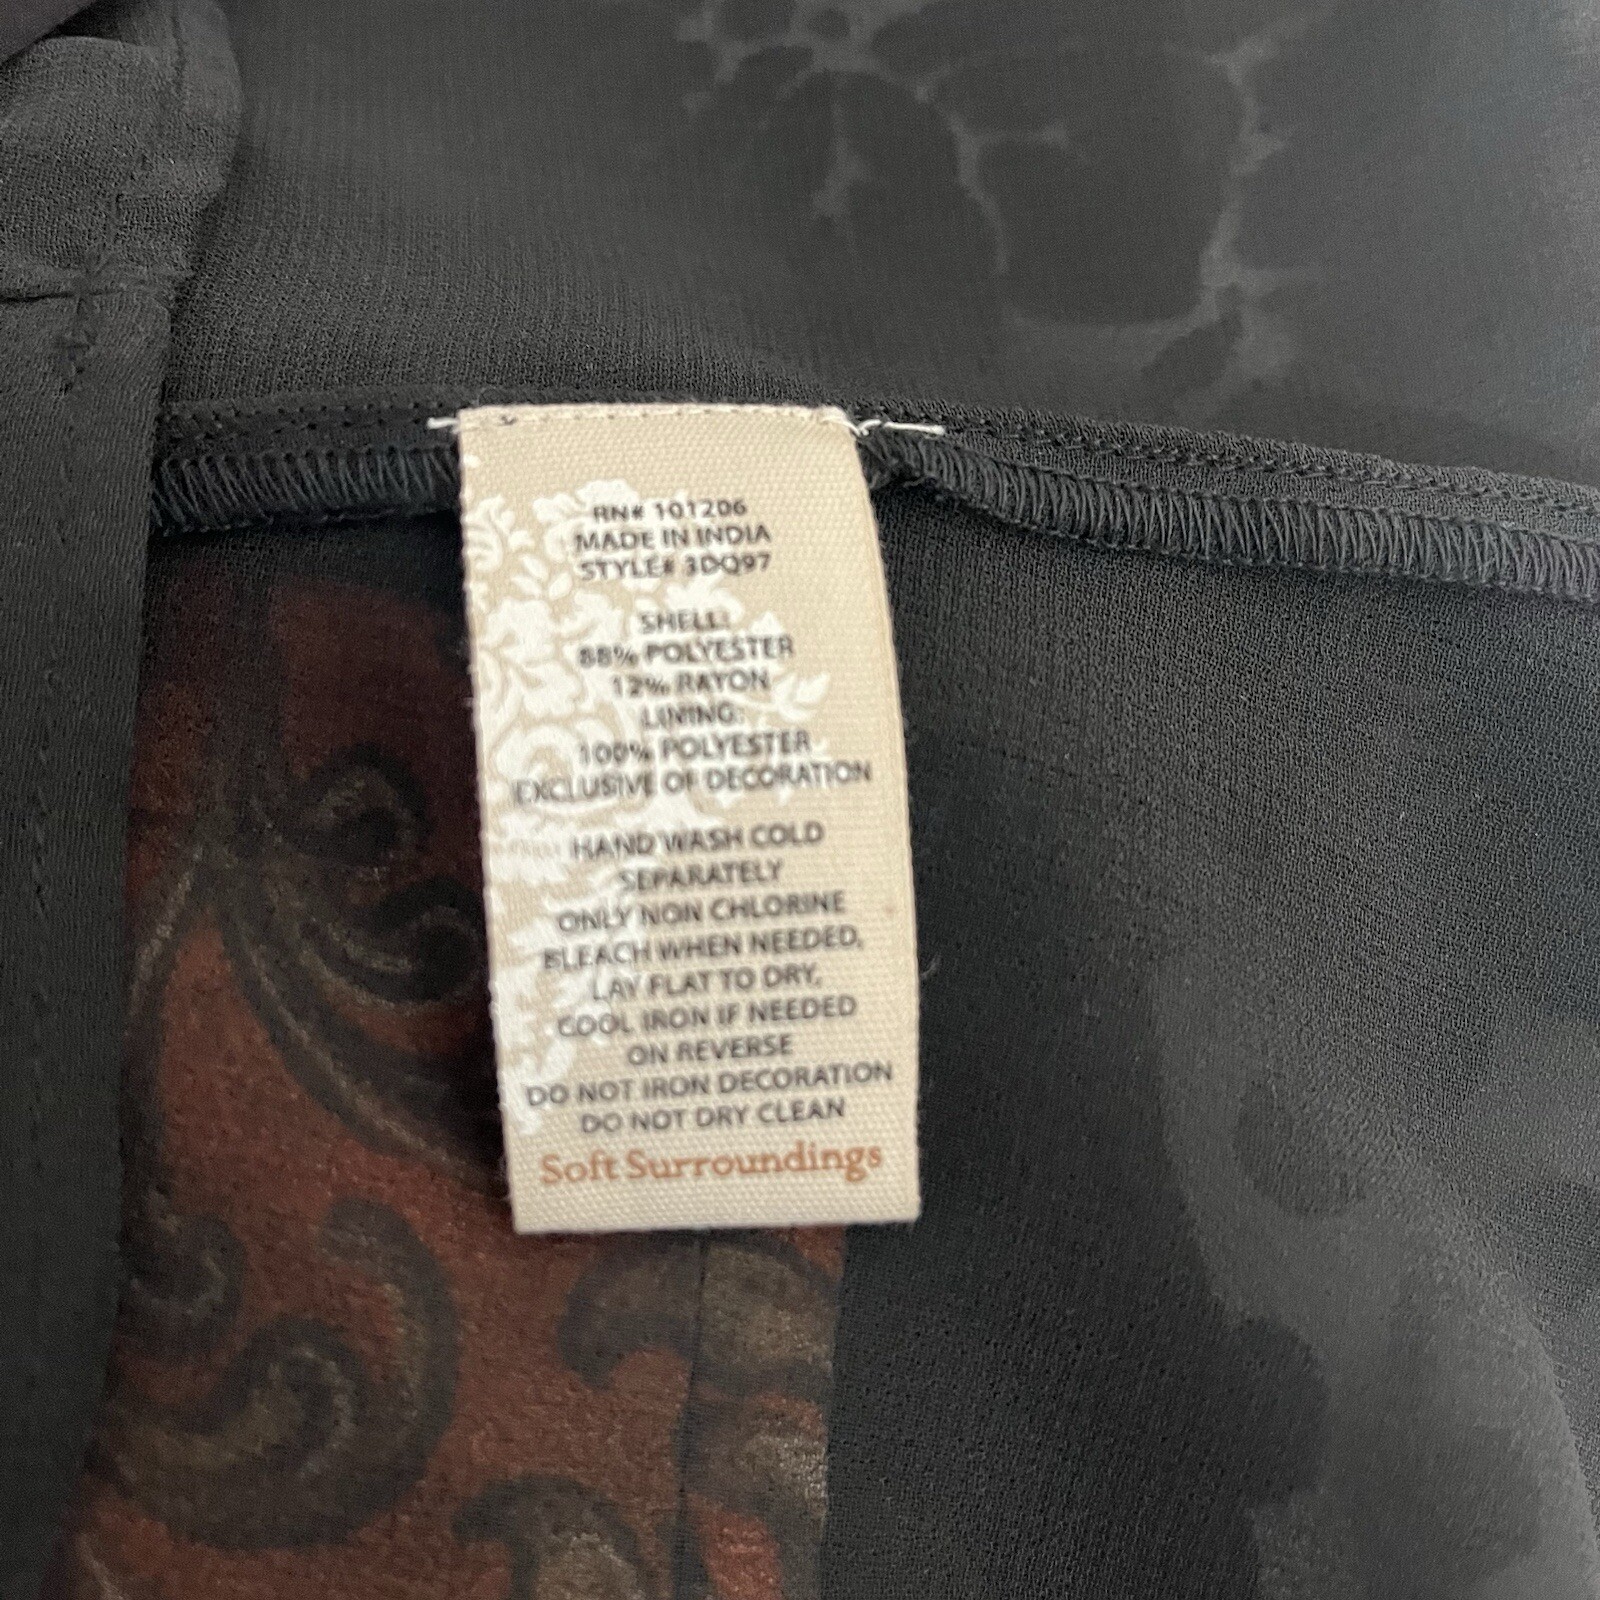 RN# 101206
MADE IN INDIA
STYLE# 3DQ97
SHELL:
88% POLYESTER
12% RAYON
LINING:
100% POLYESTER
EXCLUSIVE OF DECORATION
HAND WASH COLD
SEPARATELY
ONLY NON CHLORINE
BLEACH WHEN NEEDED,
LAY FLAT TO DRY,
COOL IRON IF NEEDED
ON REVERSE
DO NOT IRON DECORATION
DO NOT DRY CLEAN
Soft Surroundings